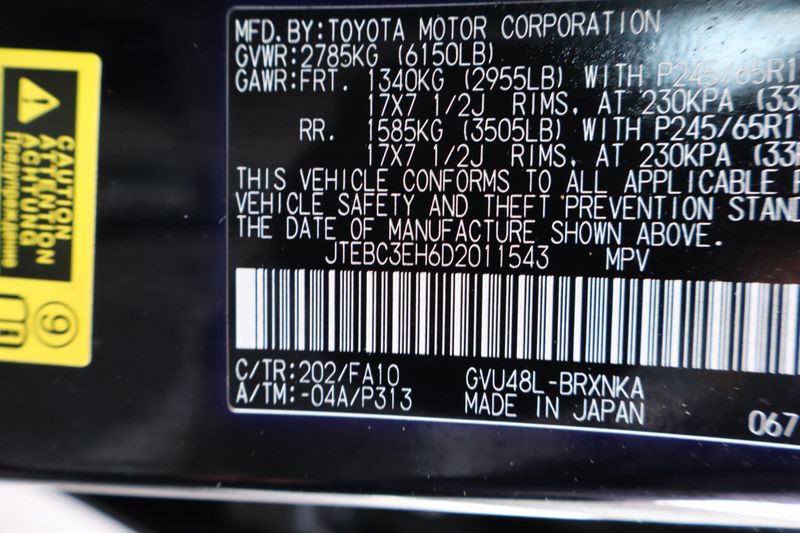 MFD.BY:TOYOTA MOTOR CORPORATION
GVWR:2785KG (6150LB)
GAWR:FRT. 1340KG (2955LB) WITH P245/65R1
17X7 1/2J RIMS, AT 230KPA (33
RR. 1585KG (3505LB) WITH P245/65R1
17X7 1/2J RIMS, AT 230KPA (33
THIS VEHICLE CONFORMS TO ALL APPLICABLE
VEHICLE SAFETY AND THEFT PREVENTION STAND
THE DATE OF MANUFACTURE SHOWN ABOVE.
JTEBC3EH6D2011543 MPV
C/TR:202/FA10 GVU48L-BRXNKA
A/TM:-04A/P313 MADE IN JAPAN
067
CAUTION
ATTENTION
ACHTUNG
Предупреждение
9